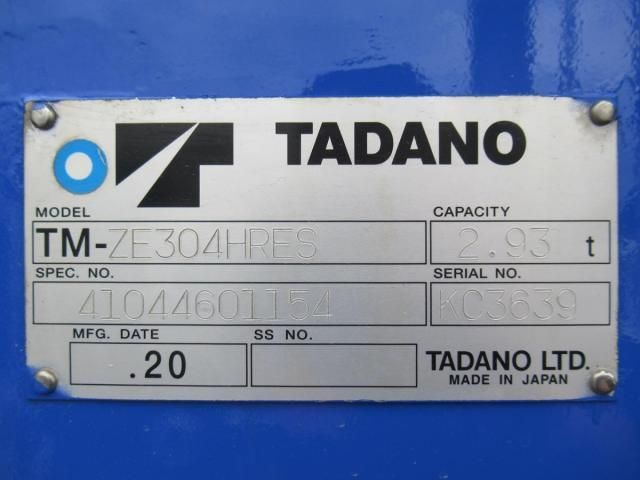 TADANO
MODEL CAPACITY
TM-ZE304HRES 2.93 t
SPEC. NO. SERIAL NO.
41044601154 KC3639
MFG. DATE SS NO.
.20
TADANO LTD.
MADE IN JAPAN